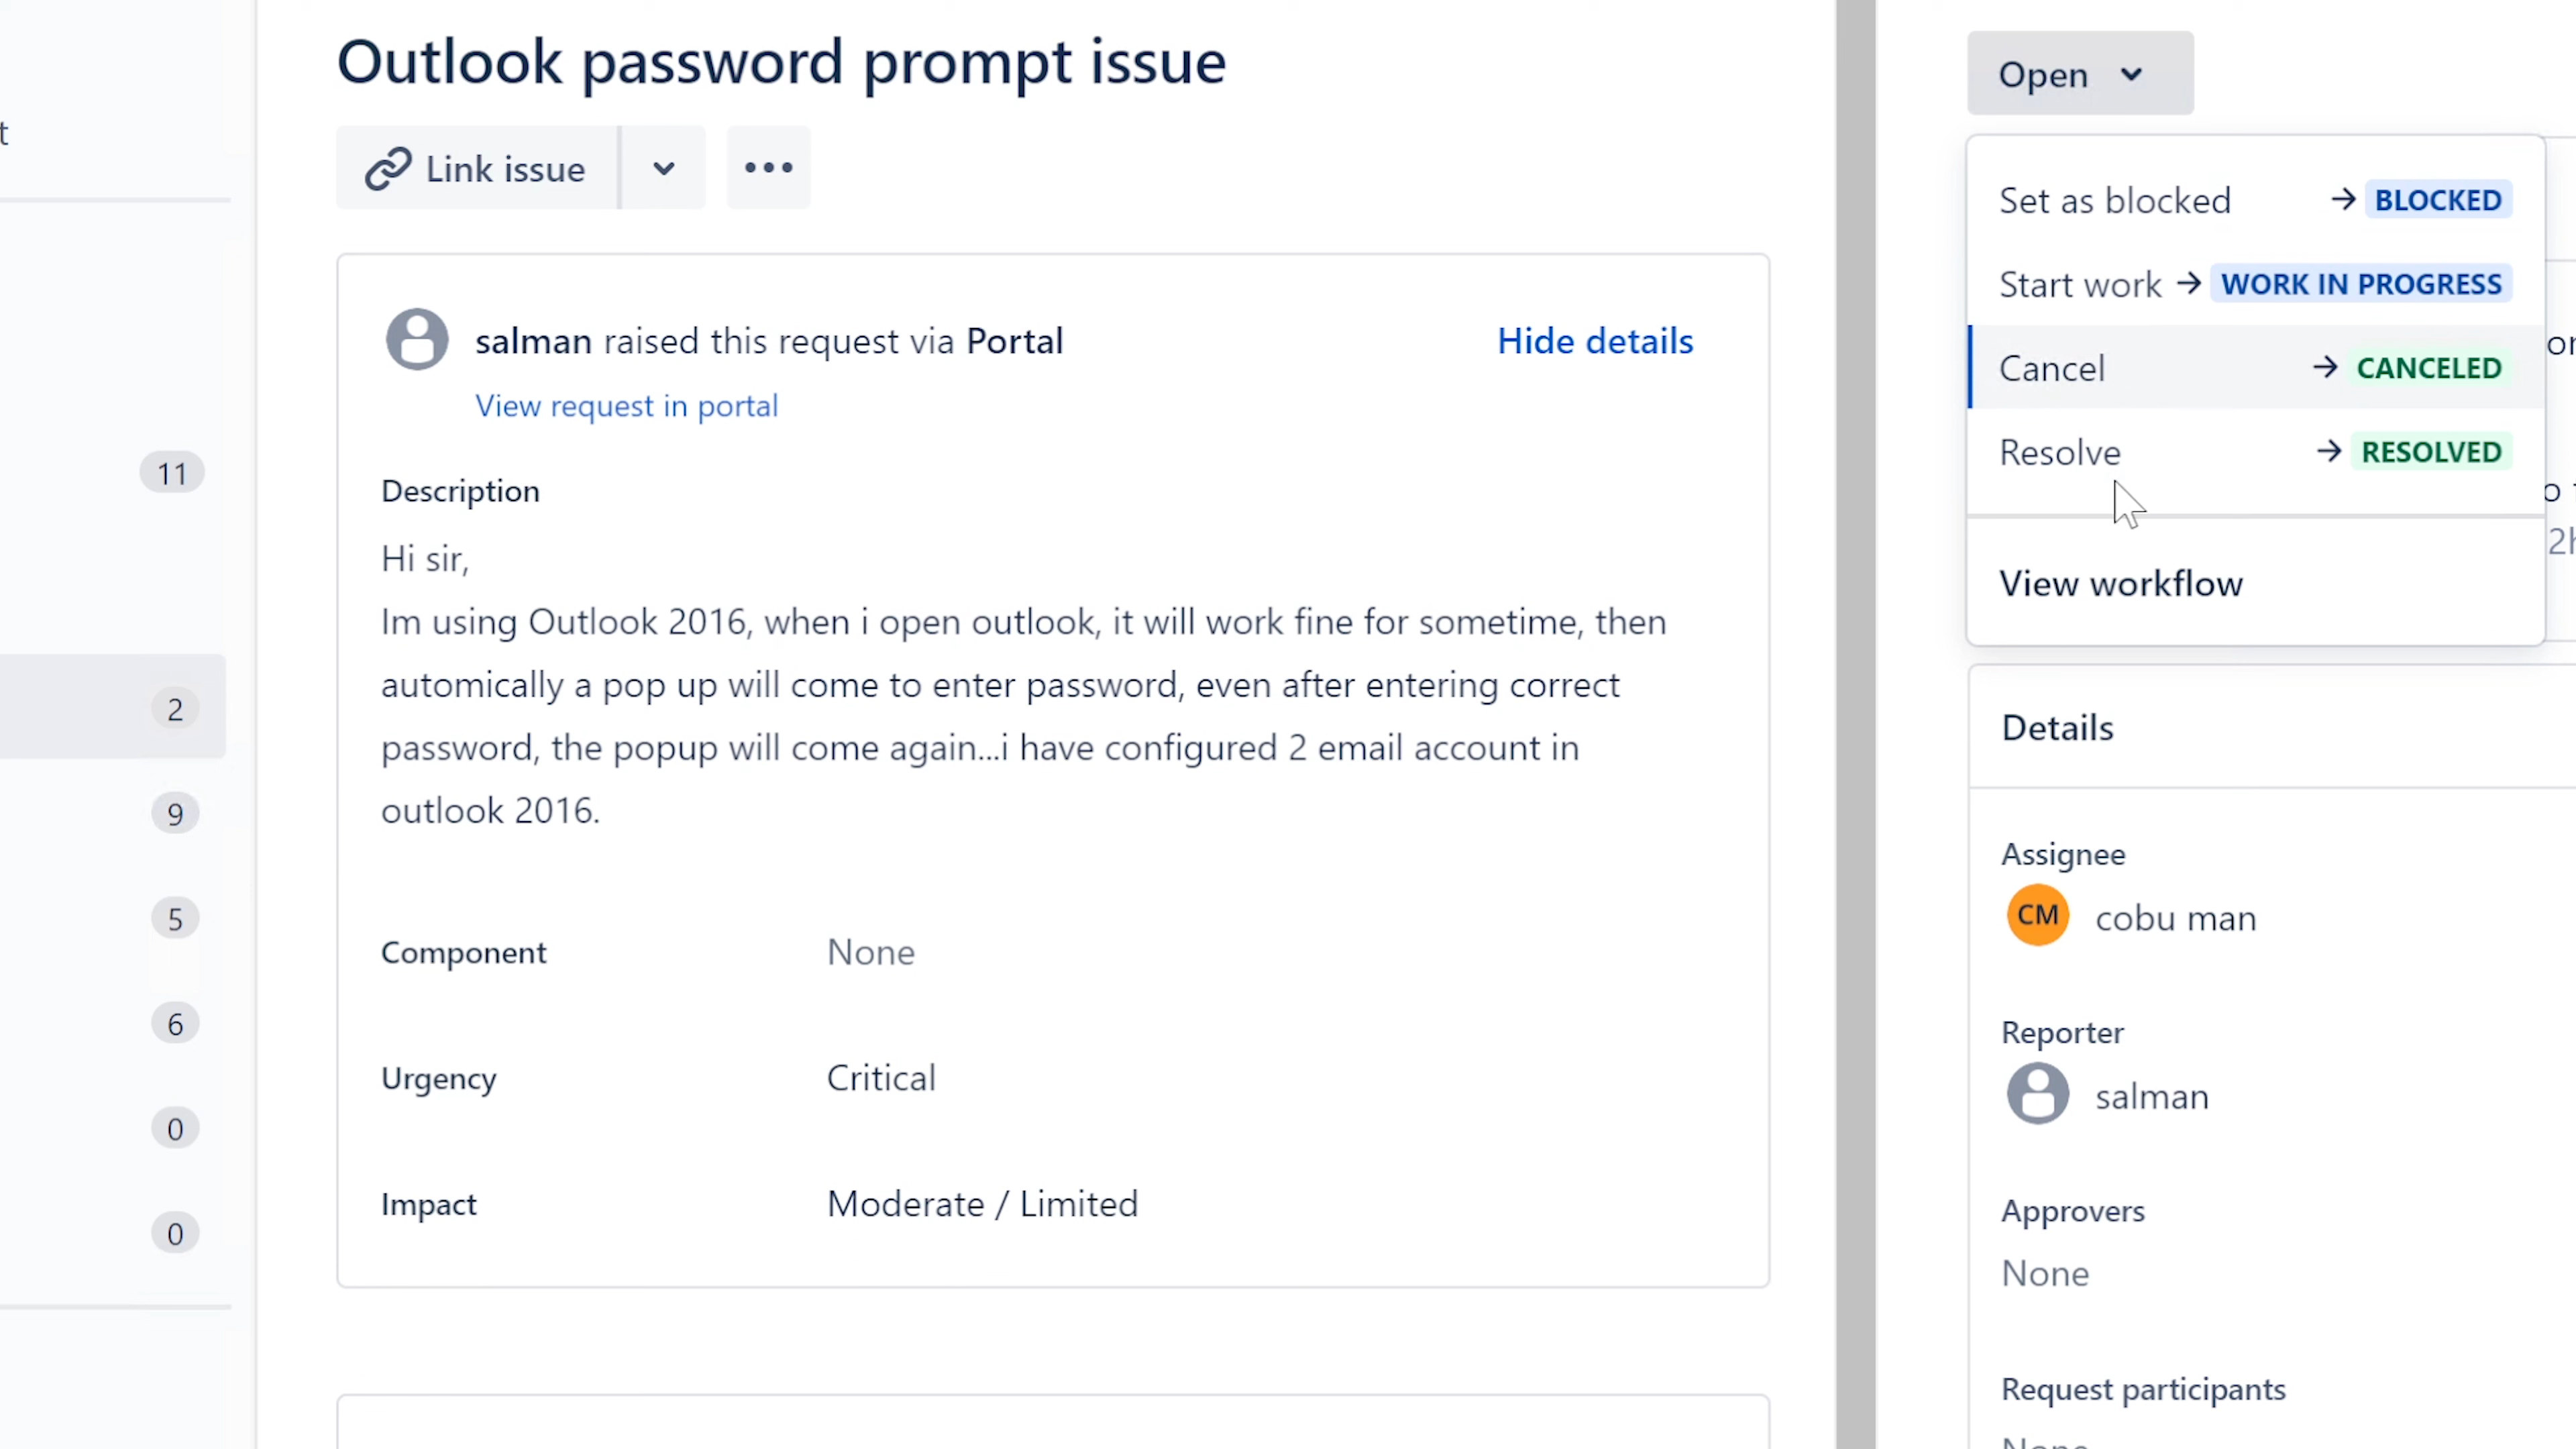 t
11
2
9
5
6
0
0
Outlook password prompt issue
Link issue
salman raised this request via Portal
Hide details
View request in portal
Description
Hi sir,
Im using Outlook 2016, when i open outlook, it will work fine for sometime, then
automically a pop up will come to enter password, even after entering correct
password, the popup will come again...i have configured 2 email account in
outlook 2016.
Component None
Urgency Critical
Impact Moderate / Limited
Open
Set as blocked → BLOCKED
Start work → WORK IN PROGRESS
Cancel → CANCELED
Resolve → RESOLVED
View workflow
Details
Assignee
CM cobu man
Reporter
salman
Approvers
None
Request participants